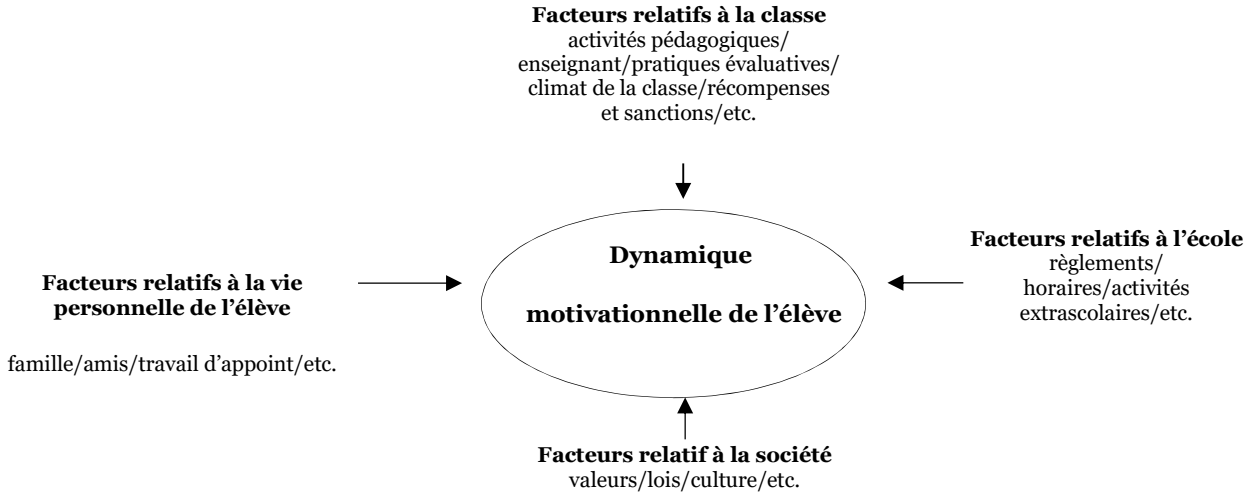 Facteurs relatifs à la classe
activités pédagogiques/
enseignant/pratiques évaluatives/
climat de la classe/récompenses
et sanctions/etc.
Dynamique
motivationnelle de l’élève
Facteurs relatifs à l’école
règlements/
horaires/activités
extrascolaires/etc.
Facteurs relatifs à la vie
personnelle de l’élève
famille/amis/travail d’appoint/etc.
Facteurs relatif à la société
valeurs/lois/culture/etc.